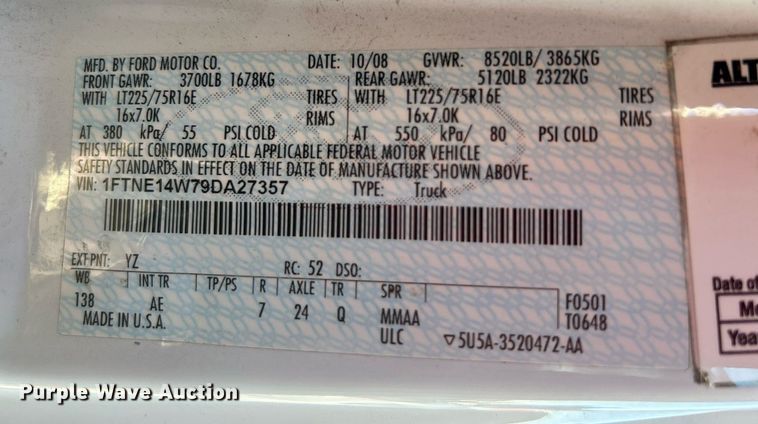 MFD. BY FORD MOTOR CO. DATE: 10/08 GVWR: 8520LB/ 3865KG
FRONT GAWR: 3700LB 1678KG REAR GAWR: 5120LB 2322KG
WITH LT225/75R16E TIRES WITH LT225/75R16E TIRES
16x7.0K RIMS 16x7.0K RIMS
AT 380 kPa/ 55 PSI COLD AT 550 kPa/ 80 PSI COLD
THIS VEHICLE CONFORMS TO ALL APPLICABLE FEDERAL MOTOR VEHICLE
SAFETY STANDARDS IN EFFECT ON THE DATE OF MANUFACTURE SHOWN ABOVE.
VIN: 1FTNE14W79DA27357 TYPE: Truck
EXT PNT: YZ RC: 52 DSO:
WB INT TR TP/PS R AXLE TR SPR
138 AE 7 24 Q MMAA F0501
MADE IN U.S.A. ULC T0648
▽5U5A-3520472-AA
ALT
Date of
Yea
Purple Wave Auction